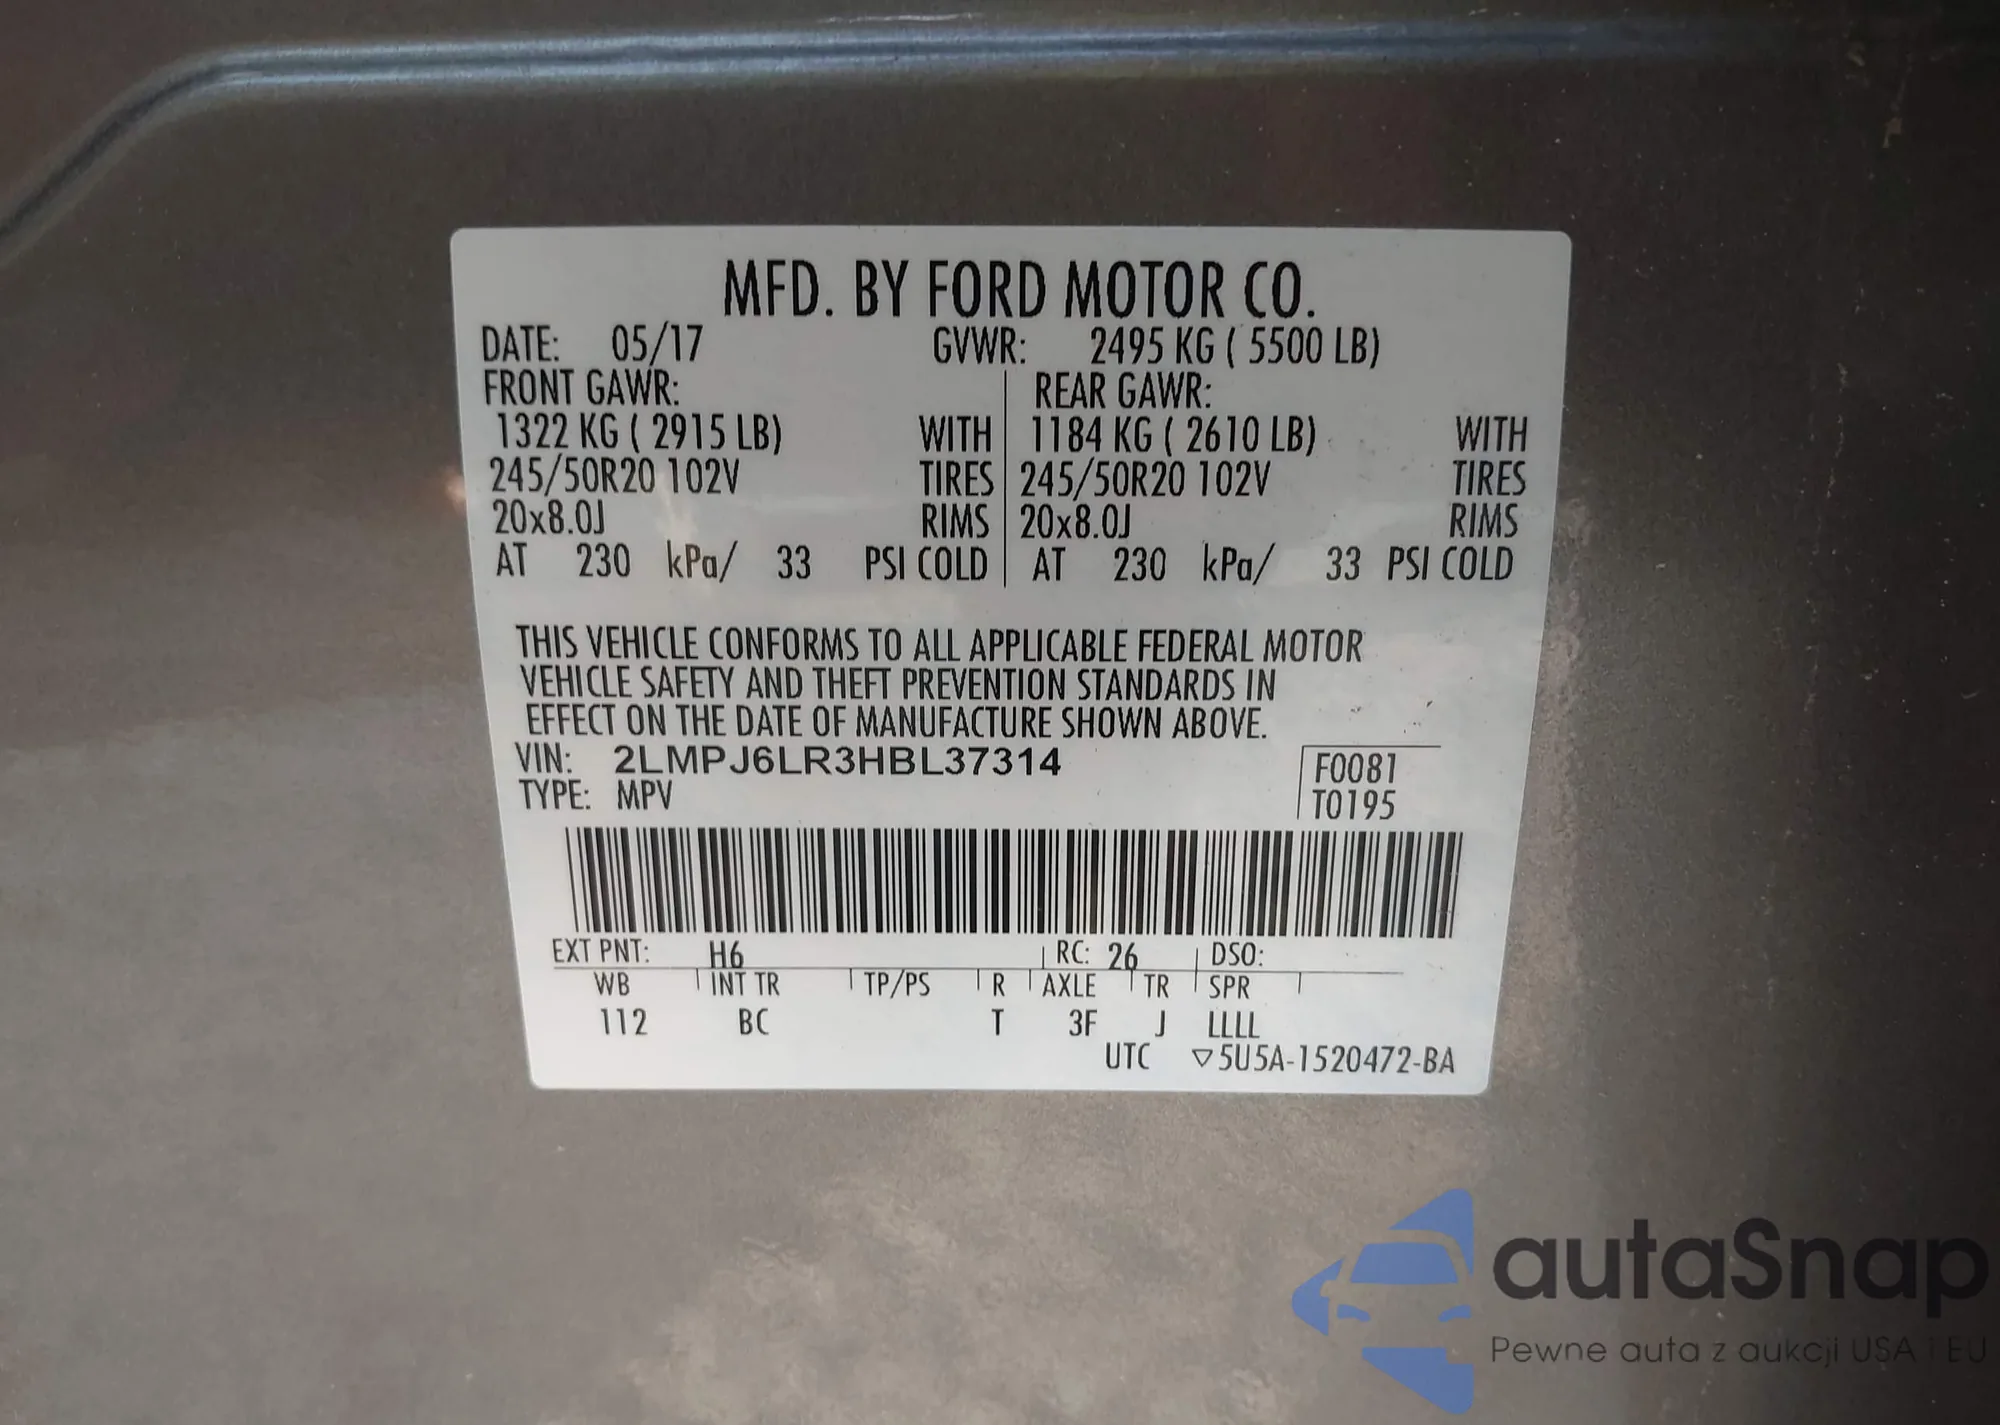 MFD. BY FORD MOTOR CO.
DATE: 05/17 GVWR: 2495 KG ( 5500 LB)
FRONT GAWR: REAR GAWR:
1322 KG ( 2915 LB) WITH 1184 KG ( 2610 LB) WITH
245/50R20 102V TIRES 245/50R20 102V TIRES
20x8.0J RIMS 20x8.0J RIMS
AT 230 kPa/ 33 PSI COLD AT 230 kPa/ 33 PSI COLD
THIS VEHICLE CONFORMS TO ALL APPLICABLE FEDERAL MOTOR
VEHICLE SAFETY AND THEFT PREVENTION STANDARDS IN
EFFECT ON THE DATE OF MANUFACTURE SHOWN ABOVE.
VIN: 2LMPJ6LR3HBL37314 F0081
TYPE: MPV T0195
EXT PNT: H6 RC: 26 DSO:
WB INT TR TP/PS R AXLE TR SPR
112 BC T 3F J LLLL
UTC ▽5U5A-1520472-BA
autaSnap
Pewne auta z aukcji USA i EU